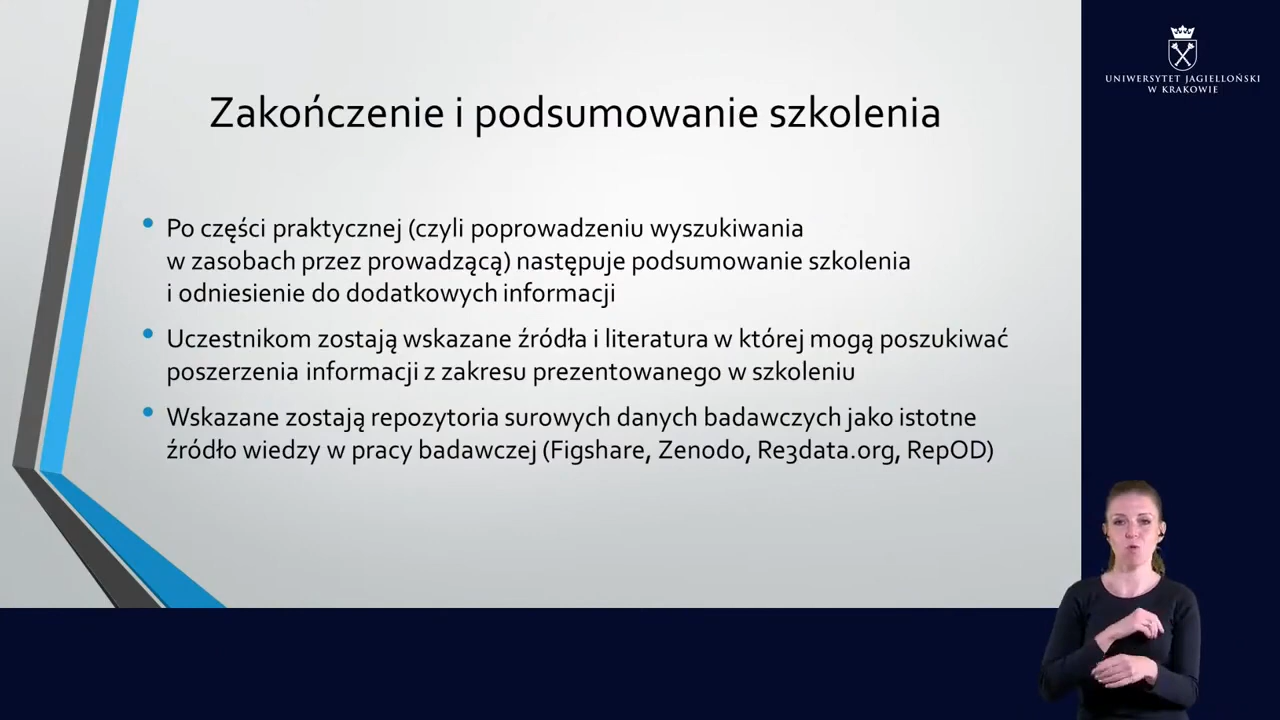 Zakończenie i podsumowanie szkolenia
Po części praktycznej (czyli poprowadzeniu wyszukiwania
w zasobach przez prowadzącą) następuje podsumowanie szkolenia
i odniesienie do dodatkowych informacji
Uczestnikom zostają wskazane źródła i literatura w której mogą poszukiwać
poszerzenia informacji z zakresu prezentowanego w szkoleniu
Wskazane zostają repozytoria surowych danych badawczych jako istotne
źródło wiedzy w pracy badawczej (Figshare, Zenodo, Re3data.org, RepOD)
UNIWERSYTET JAGIELLOŃSKI
W KRAKOWIE